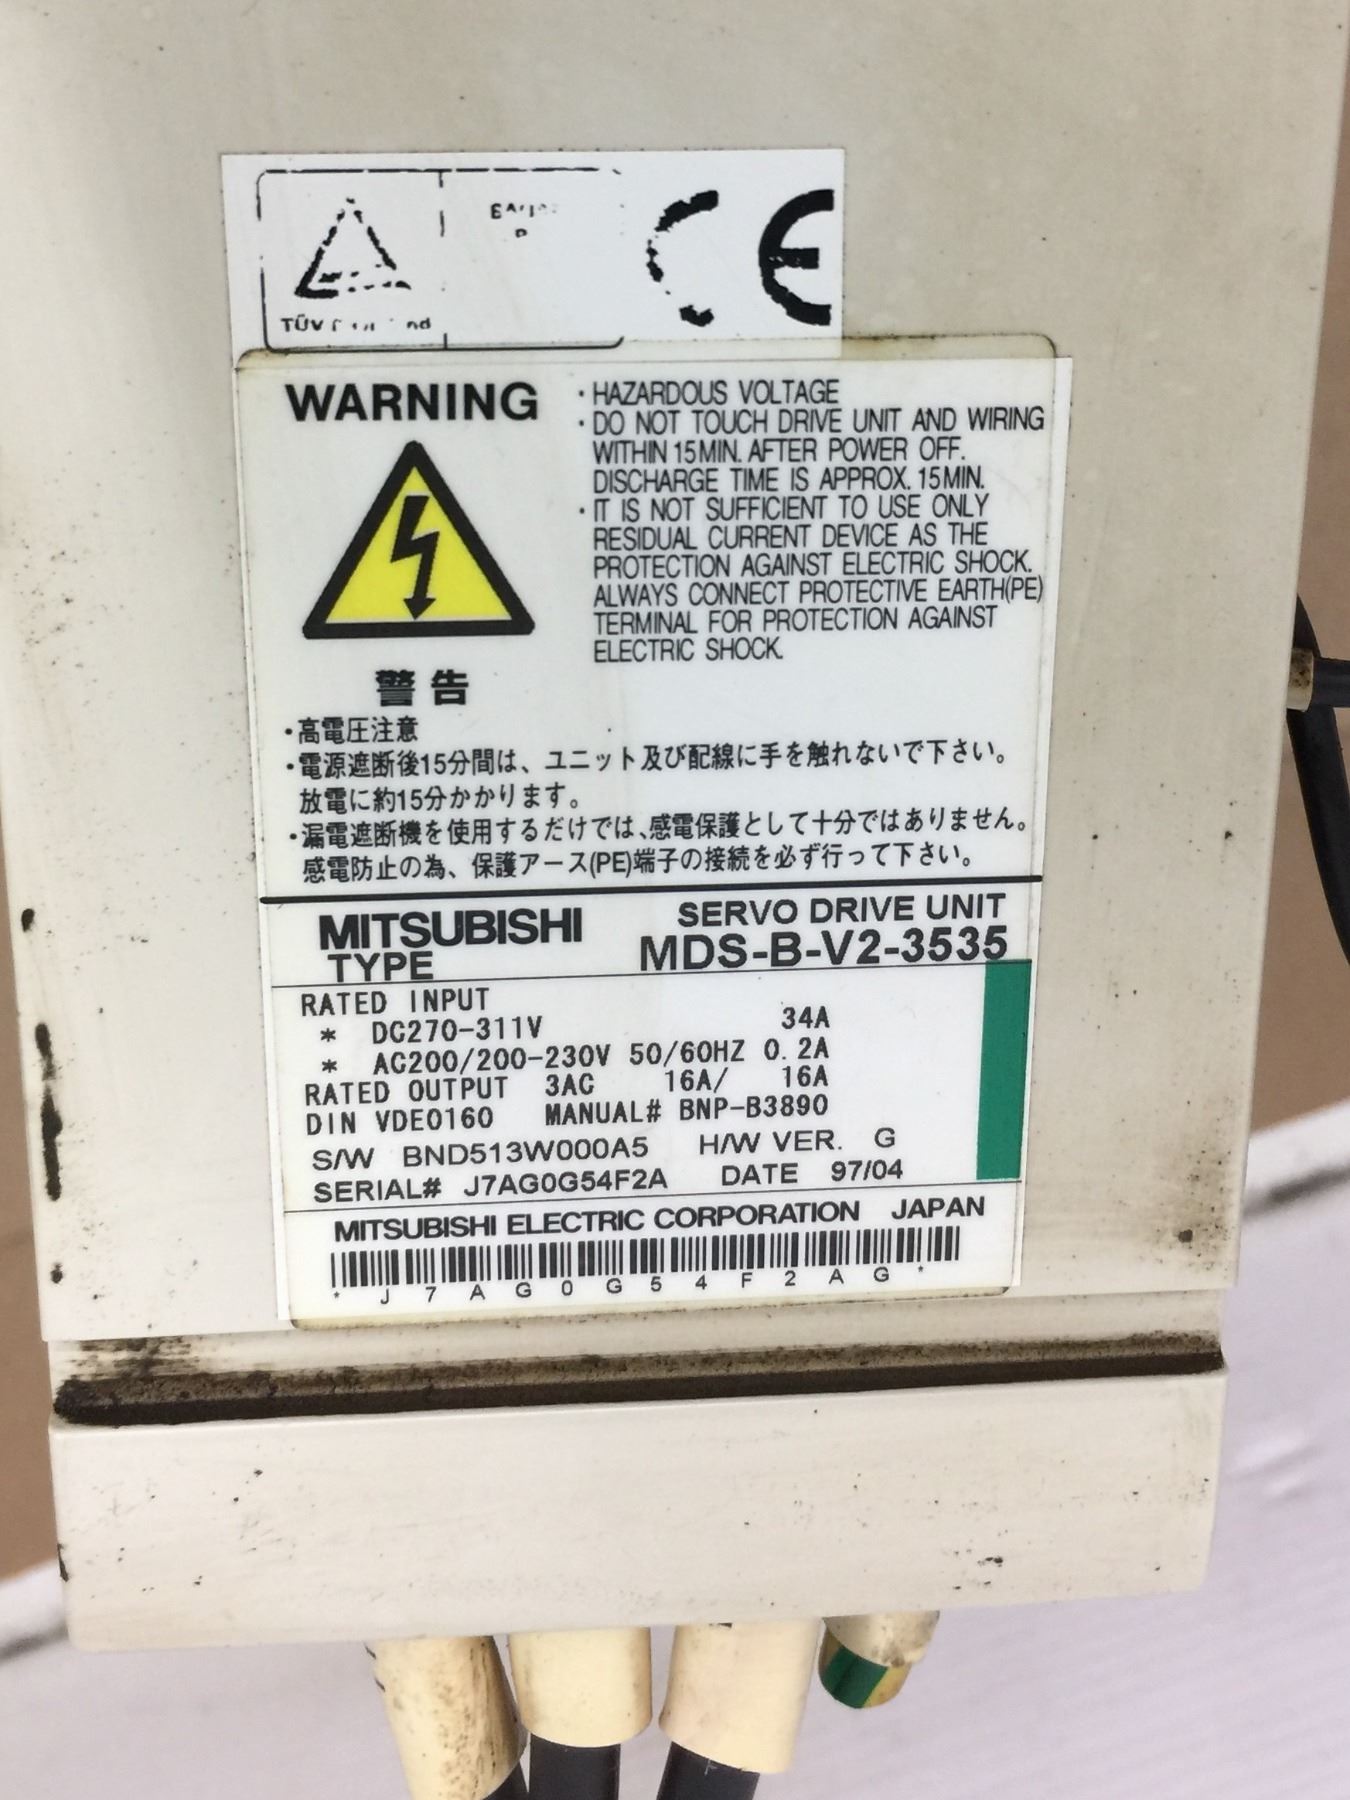 TÜV
WARNING
・HAZARDOUS VOLTAGE
・DO NOT TOUCH DRIVE UNIT AND WIRING
WITHIN 15MIN. AFTER POWER OFF.
DISCHARGE TIME IS APPROX. 15MIN.
・IT IS NOT SUFFICIENT TO USE ONLY
RESIDUAL CURRENT DEVICE AS THE
PROTECTION AGAINST ELECTRIC SHOCK.
ALWAYS CONNECT PROTECTIVE EARTH(PE)
TERMINAL FOR PROTECTION AGAINST
ELECTRIC SHOCK.
警告
・高電圧注意
・電源遮断後15分間は、ユニット及び配線に手を触れないで下さい。
放電に約15分かかります。
・漏電遮断機を使用するだけでは、感電保護として十分ではありません。
感電防止の為、保護アース(PE)端子の接続を必ず行って下さい。
MITSUBISHI SERVO DRIVE UNIT
TYPE MDS-B-V2-3535
RATED INPUT
* DC270-311V 34A
* AC200/200-230V 50/60HZ 0.2A
RATED OUTPUT 3AC 16A/ 16A
DIN VDE0160 MANUAL# BNP-B3890
S/W BND513W000A5 H/W VER. G
SERIAL# J7AG0G54F2A DATE 97/04
MITSUBISHI ELECTRIC CORPORATION JAPAN
* J 7 A G 0 G 5 4 F 2 A G *